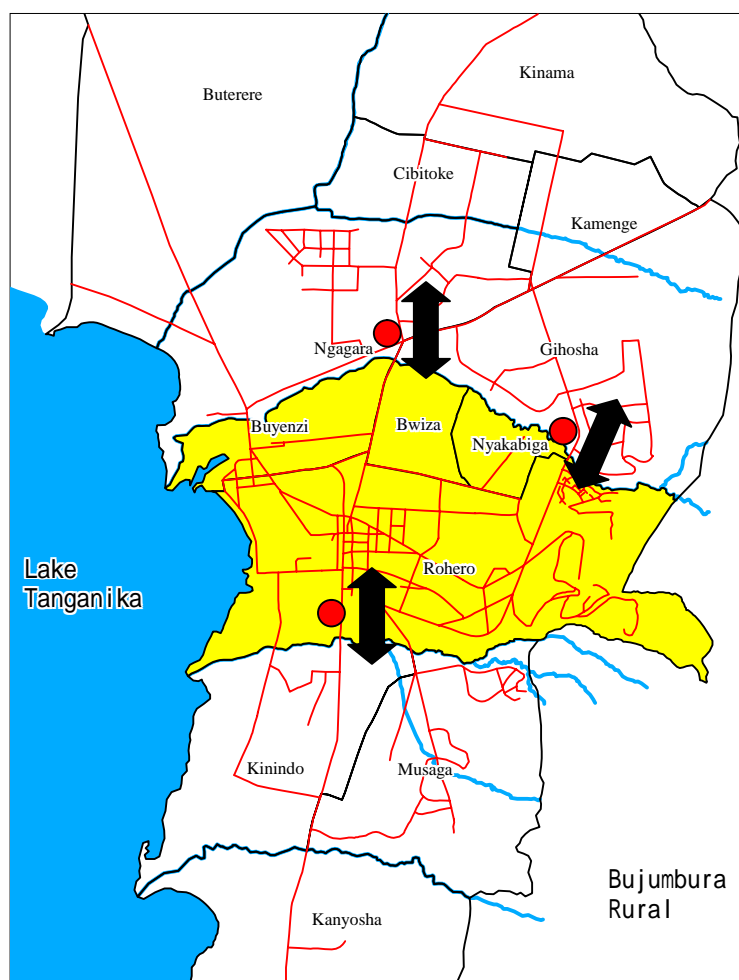 Kinama
Buterere
Cibitoke
Kamenge
Ngagara
Gihosha
Buyenzi
Bwiza
Nyakabiga
Lake
Tanganika
Rohero
Kinindo
Musaga
Bujumbura
Rural
Kanyosha